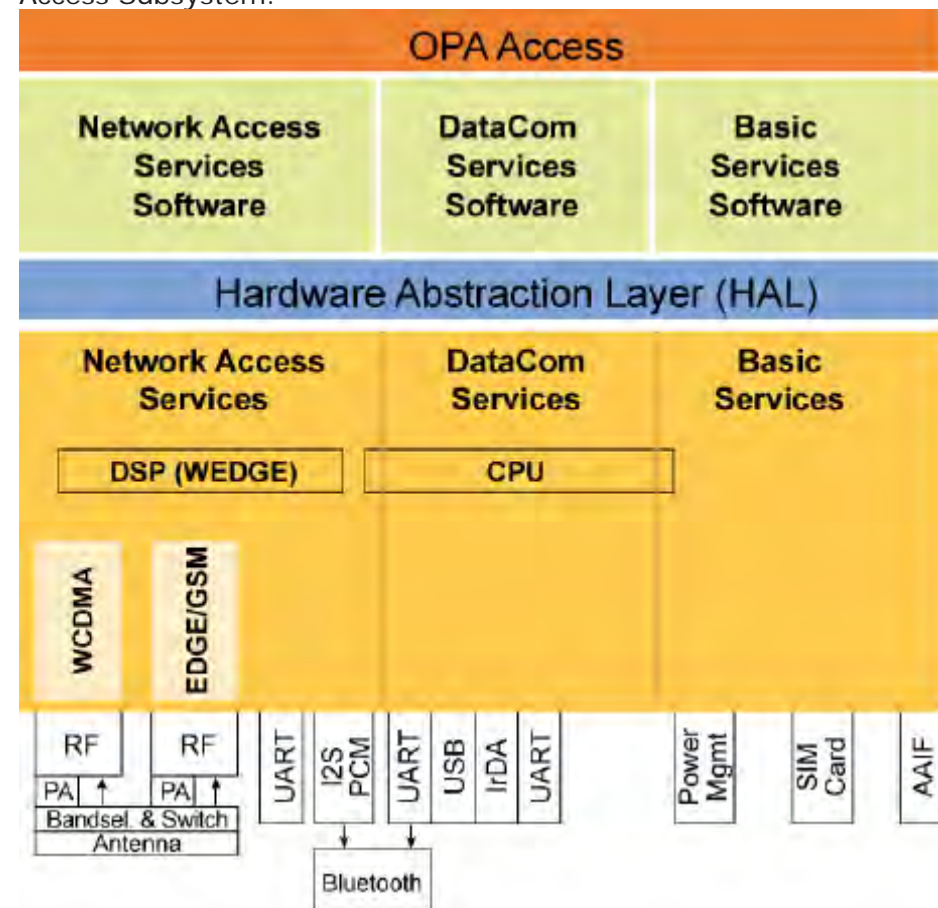 Access Subsystem.
OPA Access
Network Access
Services
Software
DataCom
Services
Software
Basic
Services
Software
Hardware Abstraction Layer (HAL)
Network Access
Services
DataCom
Services
Basic
Services
DSP (WEDGE)
CPU
WCDMA
EDGE/GSM
RF
RF
UART
I2S
PCM
UART
USB
IrDA
UART
Power
Mgmt
SIM
Card
AAIF
PA
PA
Bandsel. & Switch
Antenna
Bluetooth